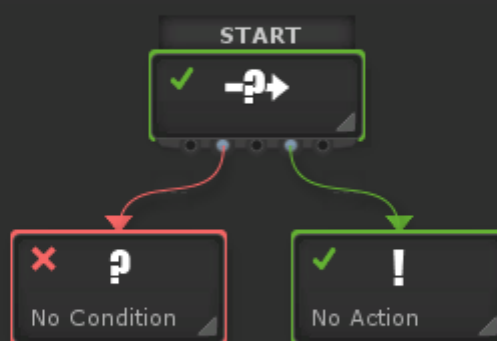 START
-?→
?
!
No Condition
No Action